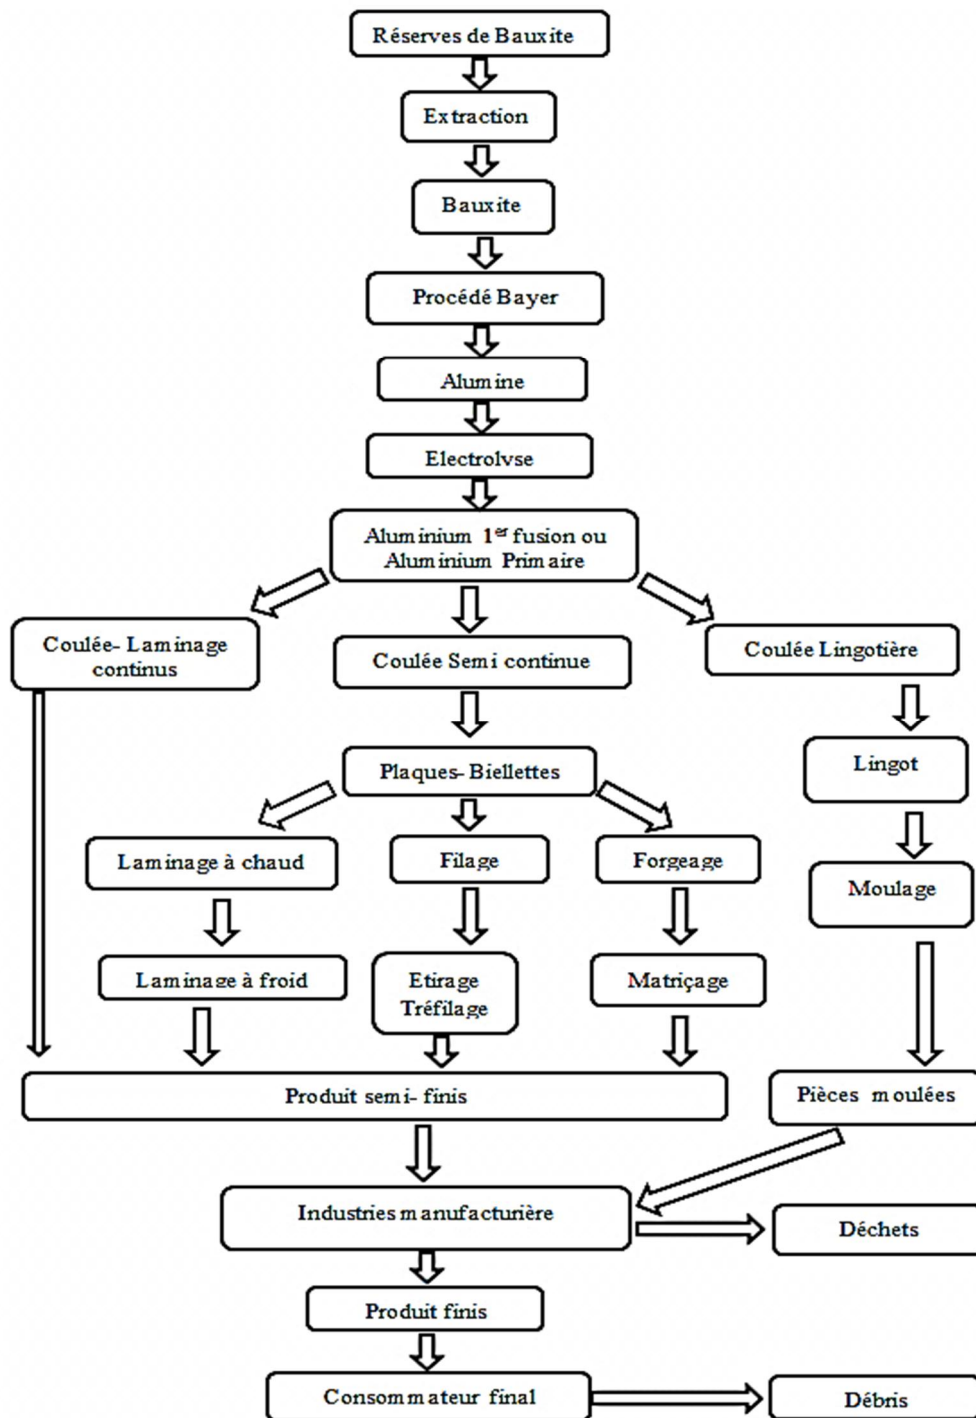 Réserves de Bauxite
Extraction
Bauxite
Procédé Bayer
Alumine
Electrolyse
Aluminium 1er fusion ou
Aluminium Primaire
Coulée- Laminage
continus
Coulée Semi continue
Coulée Lingotière
Plaques- Biellettes
Lingot
Laminage à chaud
Filage
Forgeage
Moulage
Laminage à froid
Etirage
Tréfilage
Matriçage
Produit semi- finis
Pièces moulées
Industries manufacturière
Déchets
Produit finis
Consommateur final
Débris